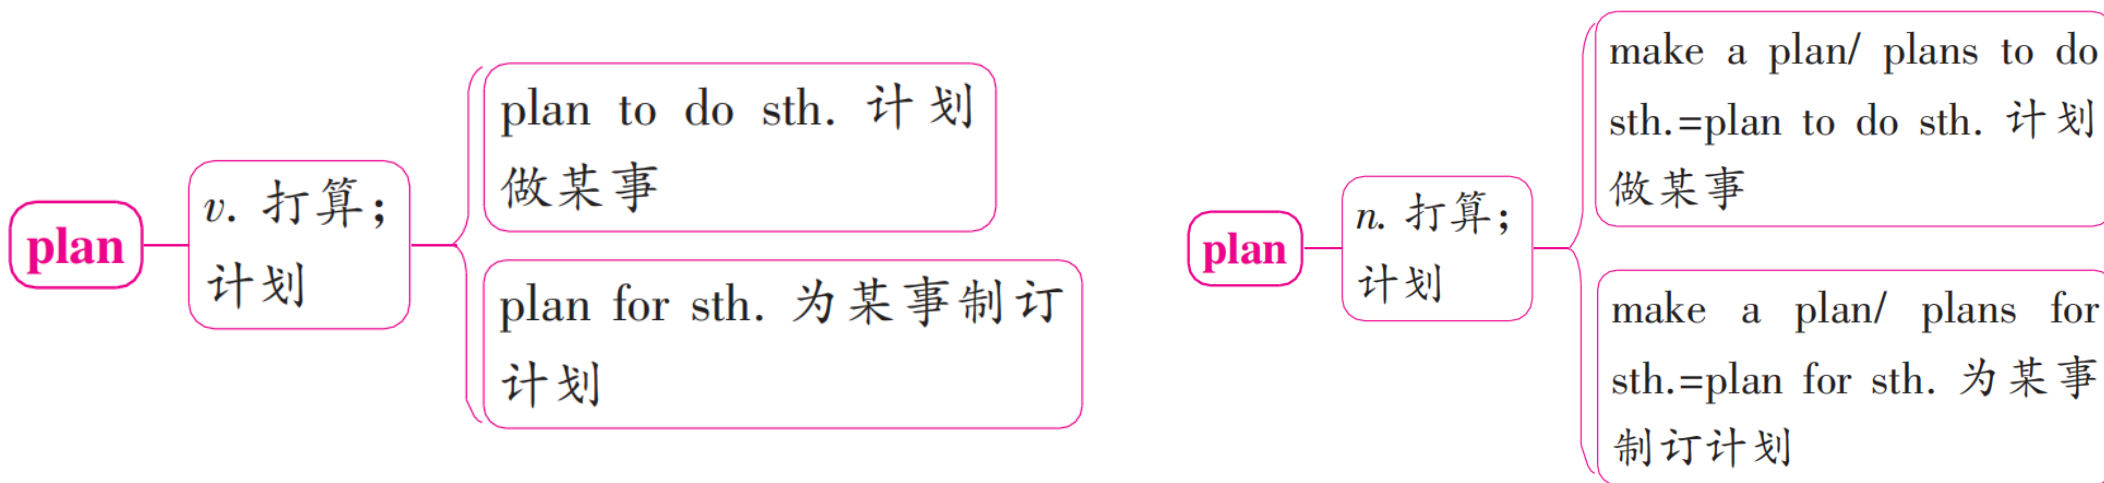 plan
v. 打算；
计划
plan to do sth. 计划
做某事
plan for sth. 为某事制订
计划
plan
n. 打算；
计划
make a plan/ plans to do
sth.=plan to do sth. 计划
做某事
make a plan/ plans for
sth.=plan for sth. 为某事
制订计划